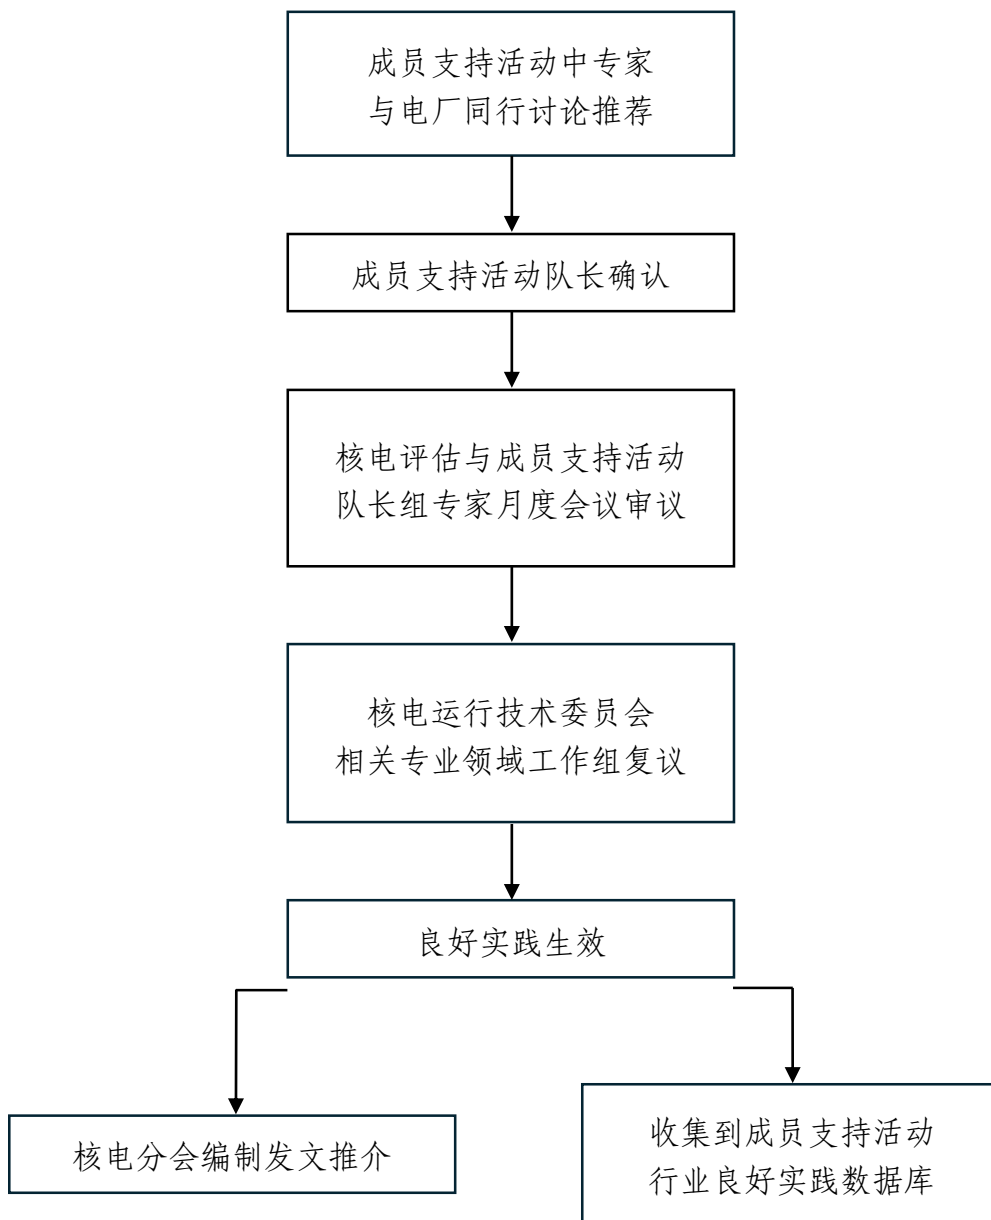 成员支持活动中专家
与电厂同行讨论推荐
成员支持活动队长确认
核电评估与成员支持活动
队长组专家月度会议审议
核电运行技术委员会
相关专业领域工作组复议
良好实践生效
核电分会编制发文推介
收集到成员支持活动
行业良好实践数据库